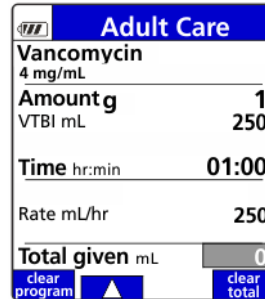 Adult Care
Vancomycin
4 mg/mL
Amount g 1
VTBI mL 250
Time hr:min 01:00
Rate mL/hr 250
Total given mL 0
clear program
clear total